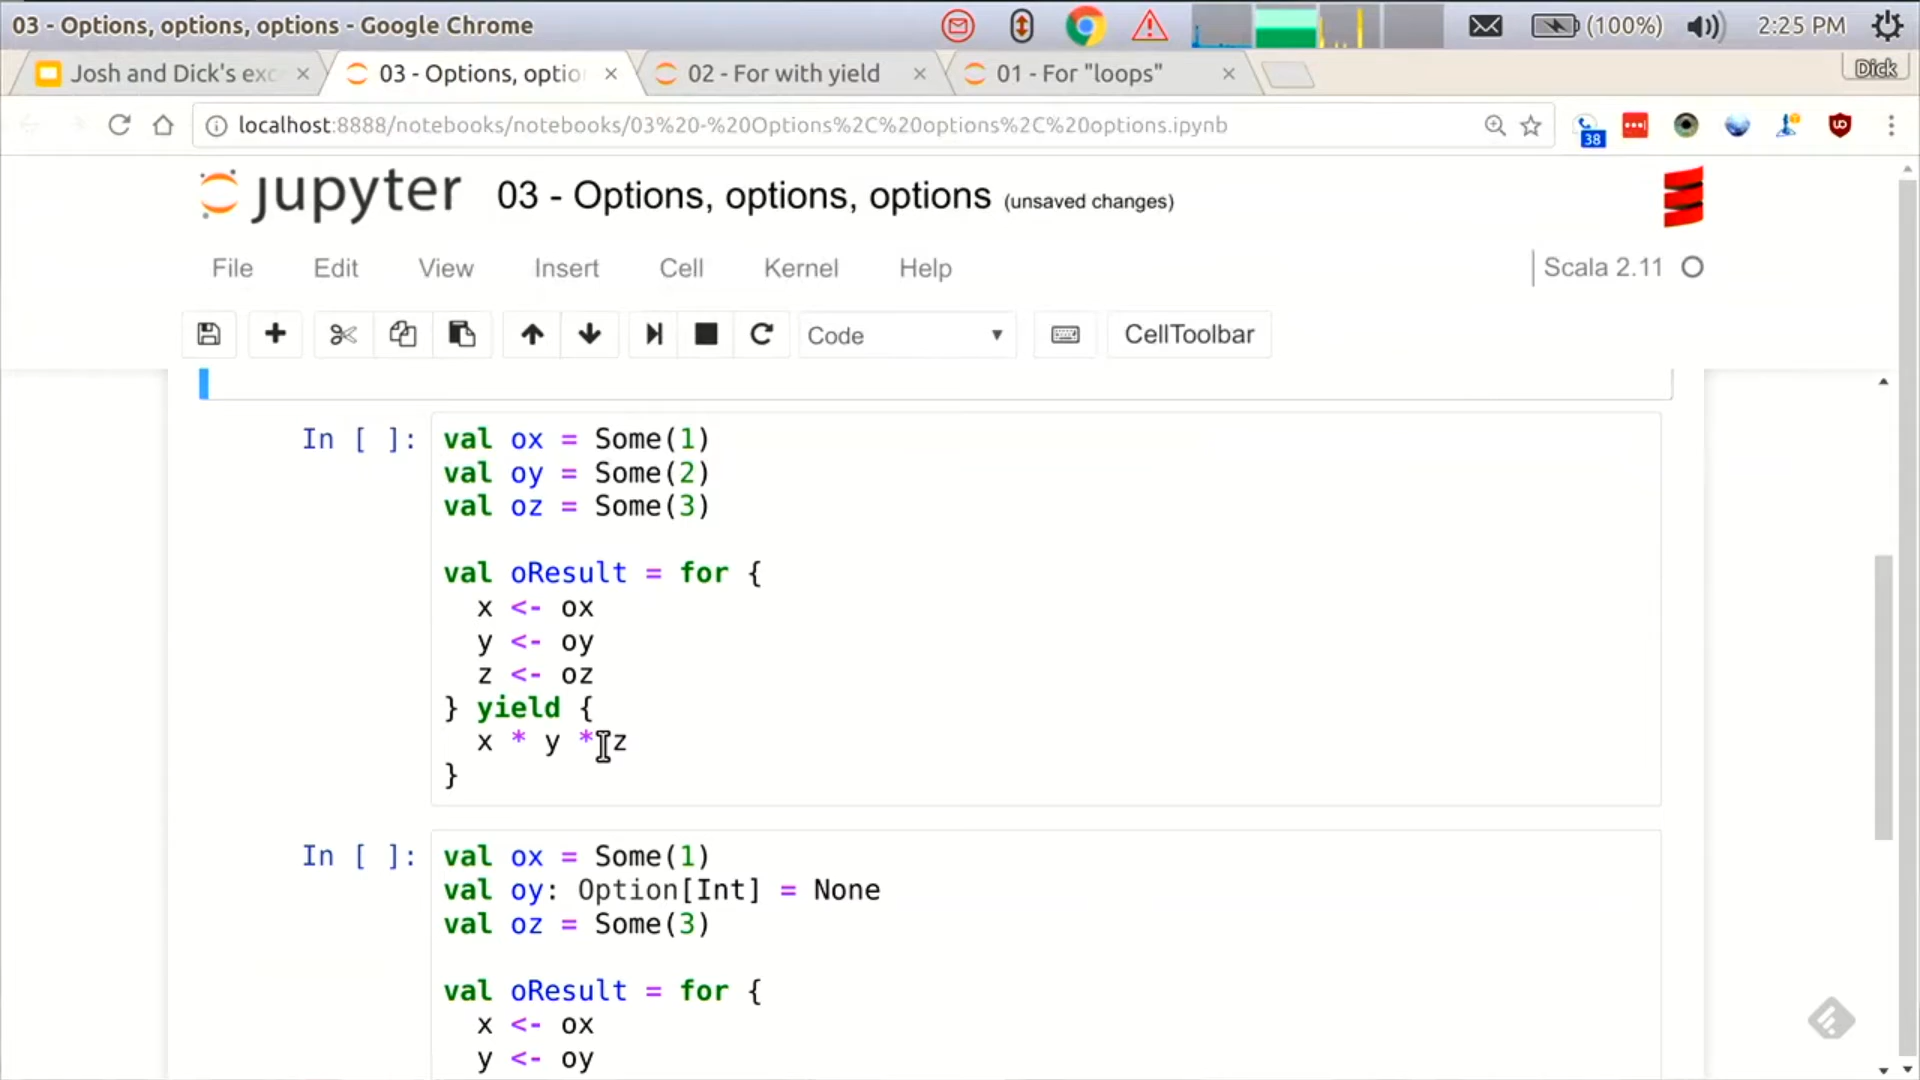 03 - Options, options, options - Google Chrome
(100%)
2:25 PM
Josh and Dick's exc
03 - Options, optio
02 - For with yield
01 - For "loops"
Dick
localhost:8888/notebooks/notebooks/03%20-%20Options%2C%20options%2C%20options.ipynb
38
jupyter
03 - Options, options, options (unsaved changes)
File
Edit
View
Insert
Cell
Kernel
Help
Scala 2.11
Code
CellToolbar
In [ ]:
val ox = Some(1)
val oy = Some(2)
val oz = Some(3)
val oResult = for {
x <- ox
y <- oy
z <- oz
} yield {
x * y * z
}
In [ ]:
val ox = Some(1)
val oy: Option[Int] = None
val oz = Some(3)
val oResult = for {
x <- ox
y <- oy